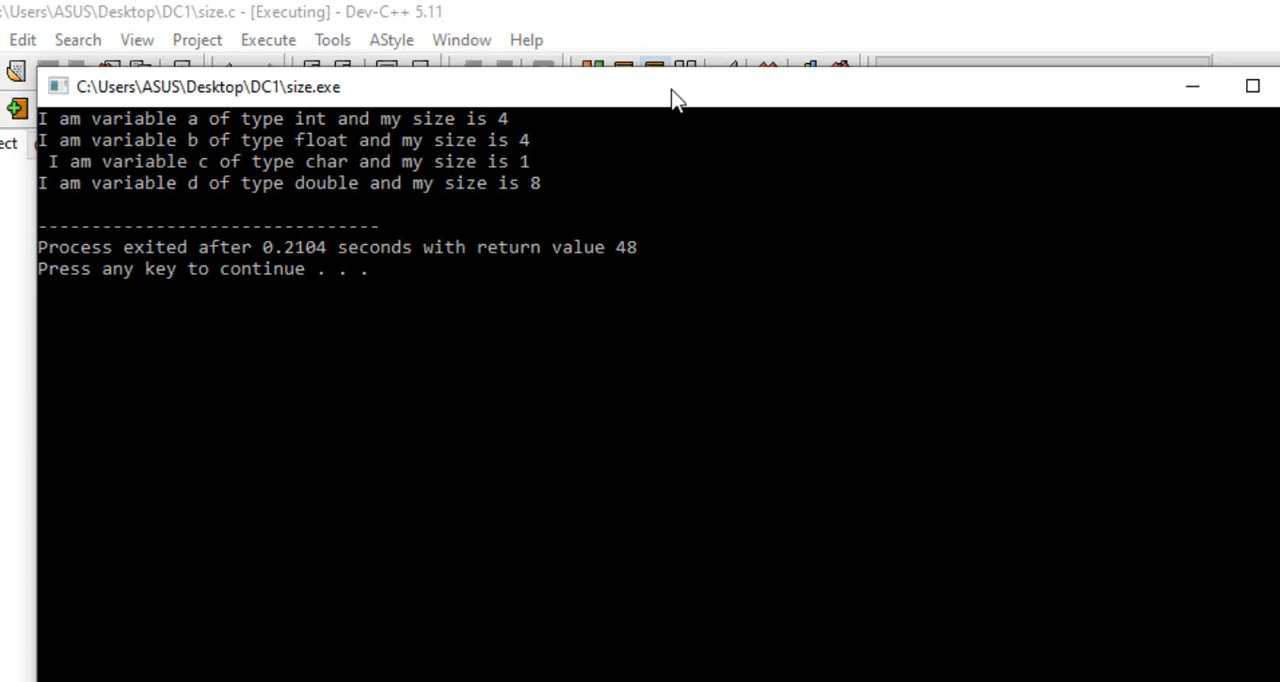 :\Users\ASUS\Desktop\DC1\size.c - [Executing] - Dev-C++ 5.11
Edit Search View Project Execute Tools AStyle Window Help
C:\Users\ASUS\Desktop\DC1\size.exe
I am variable a of type int and my size is 4
I am variable b of type float and my size is 4
I am variable c of type char and my size is 1
ect
I am variable d of type double and my size is 8
--------------------------------
Process exited after 0.2104 seconds with return value 48
Press any key to continue . . .